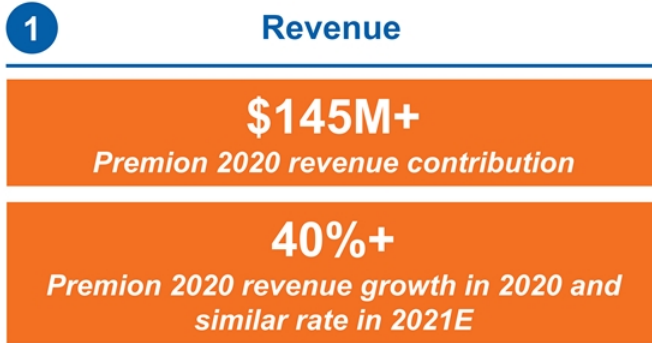 1
Revenue
$145M+
Premion 2020 revenue contribution
40%+
Premion 2020 revenue growth in 2020 and
similar rate in 2021E